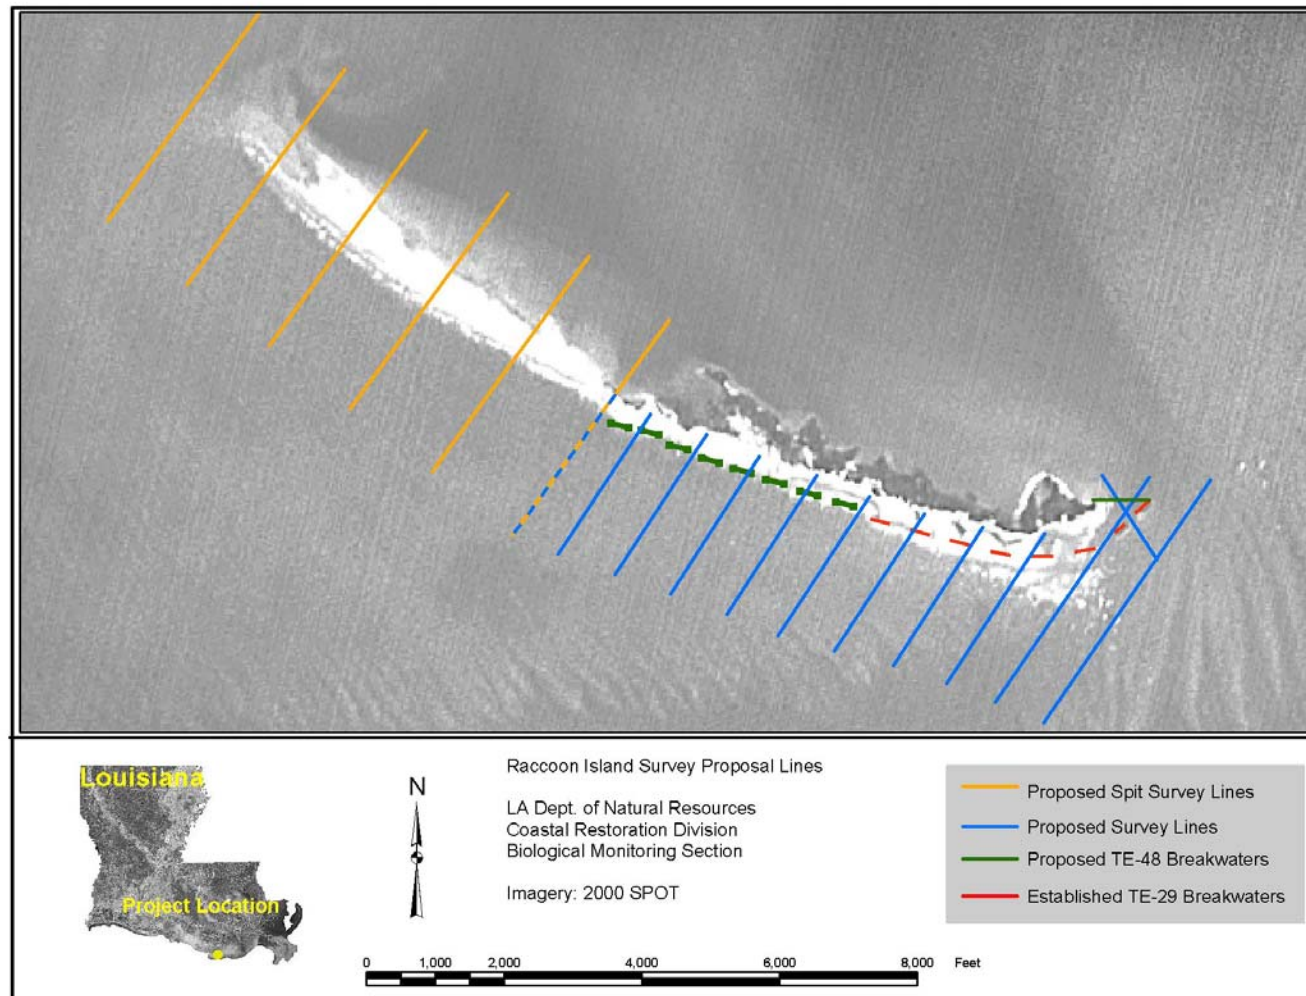 Louisiana
Project Location
N
Raccoon Island Survey Proposal Lines
LA Dept. of Natural Resources
Coastal Restoration Division
Biological Monitoring Section
Imagery: 2000 SPOT
0 1,000 2,000 4,000 6,000 8,000 Feet
Proposed Spit Survey Lines
Proposed Survey Lines
Proposed TE-48 Breakwaters
Established TE-29 Breakwaters